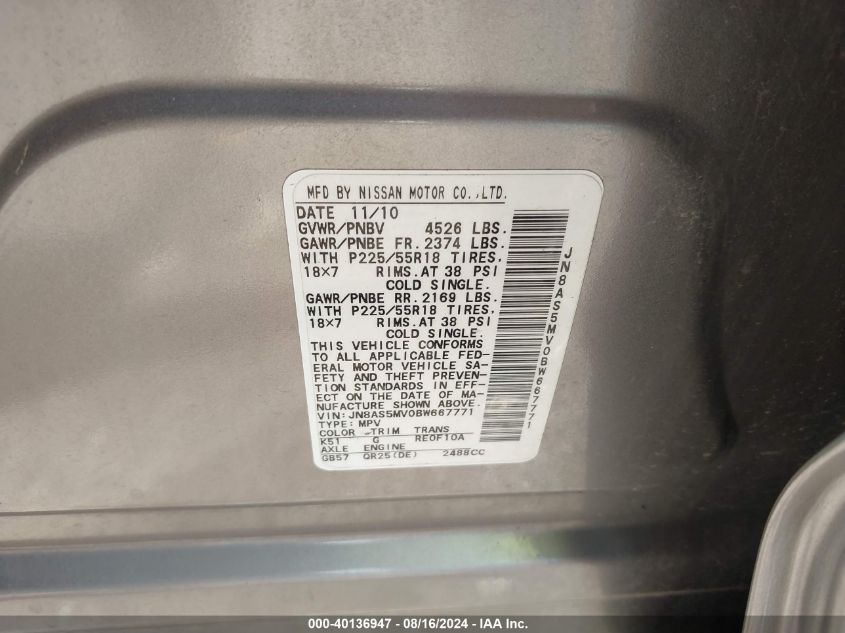 MFD BY NISSAN MOTOR CO.,LTD.
DATE 11/10
GVWR/PNBV 4526 LBS.
GAWR/PNBE FR. 2374 LBS.
WITH P225/55R18 TIRES,
18×7 RIMS.AT 38 PSI
COLD SINGLE.
GAWR/PNBE RR. 2169 LBS.
WITH P225/55R18 TIRES,
18×7 RIMS.AT 38 PSI
COLD SINGLE.
THIS VEHICLE CONFORMS
TO ALL APPLICABLE FED-
ERAL MOTOR VEHICLE SA-
FETY AND THEFT PREVEN-
TION STANDARDS IN EFF-
ECT ON THE DATE OF MA-
NUFACTURE SHOWN ABOVE.
VIN: JN8AS5MV0BW667771
TYPE: MPV
COLOR TRIM TRANS
K51 G RE0F10A
AXLE ENGINE
GB57 QR25(DE) 2488CC
JN8AS5MV0BW667771
000-40136947 - 08/16/2024 - IAA Inc.